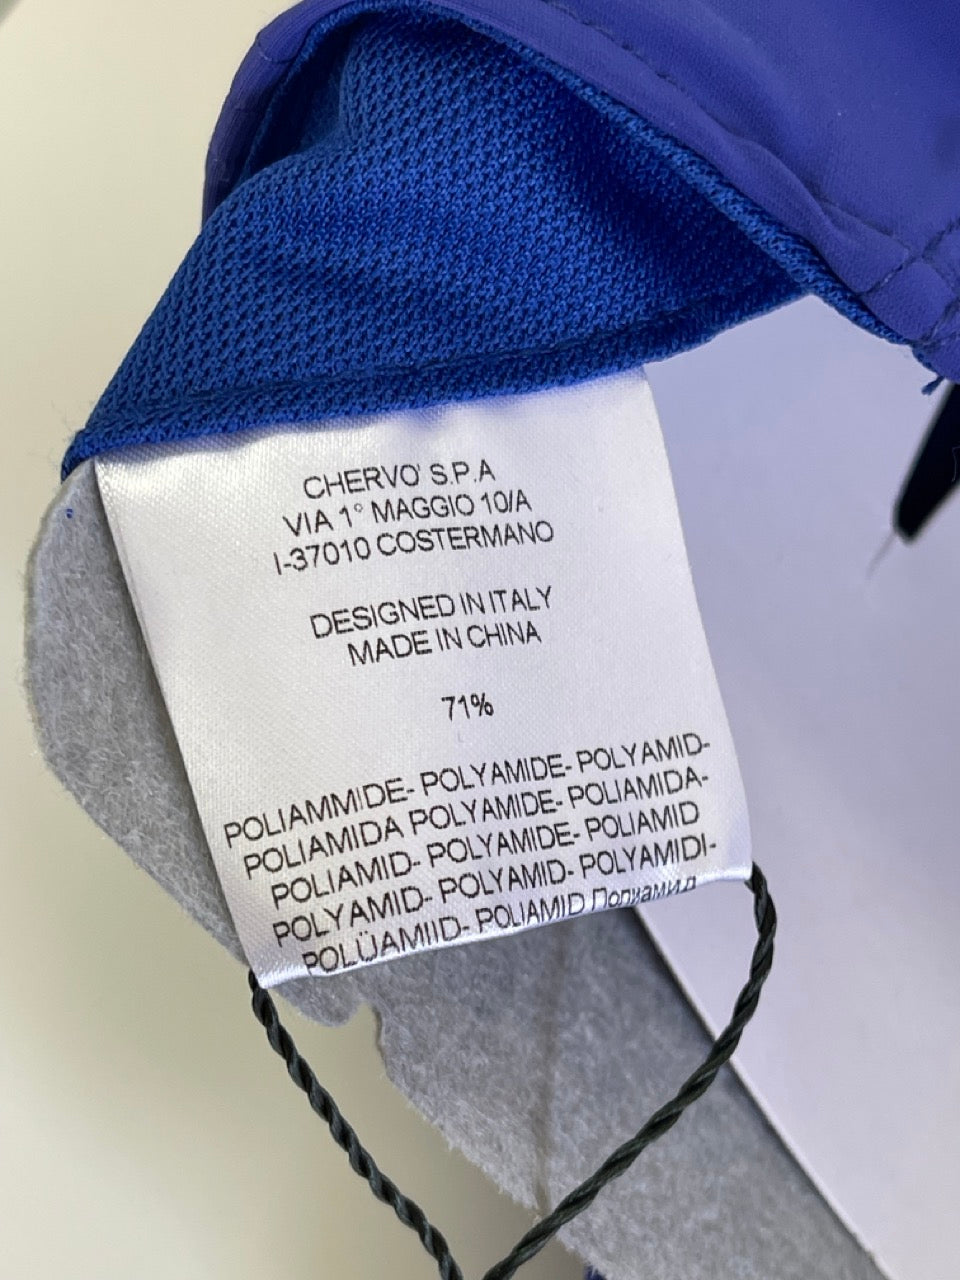 CHERVO' S.P.A
VIA 1° MAGGIO 10/A
I-37010 COSTERMANO
DESIGNED IN ITALY
MADE IN CHINA
71%
POLIAMMIDE- POLYAMIDE- POLYAMID-
POLIAMIDA POLYAMIDE- POLIAMIDA-
POLIAMID- POLYAMIDE- POLIAMID
POLYAMID- POLYAMID- POLYAMIDI-
POLÜAMIID- POLIAMID Полиамид